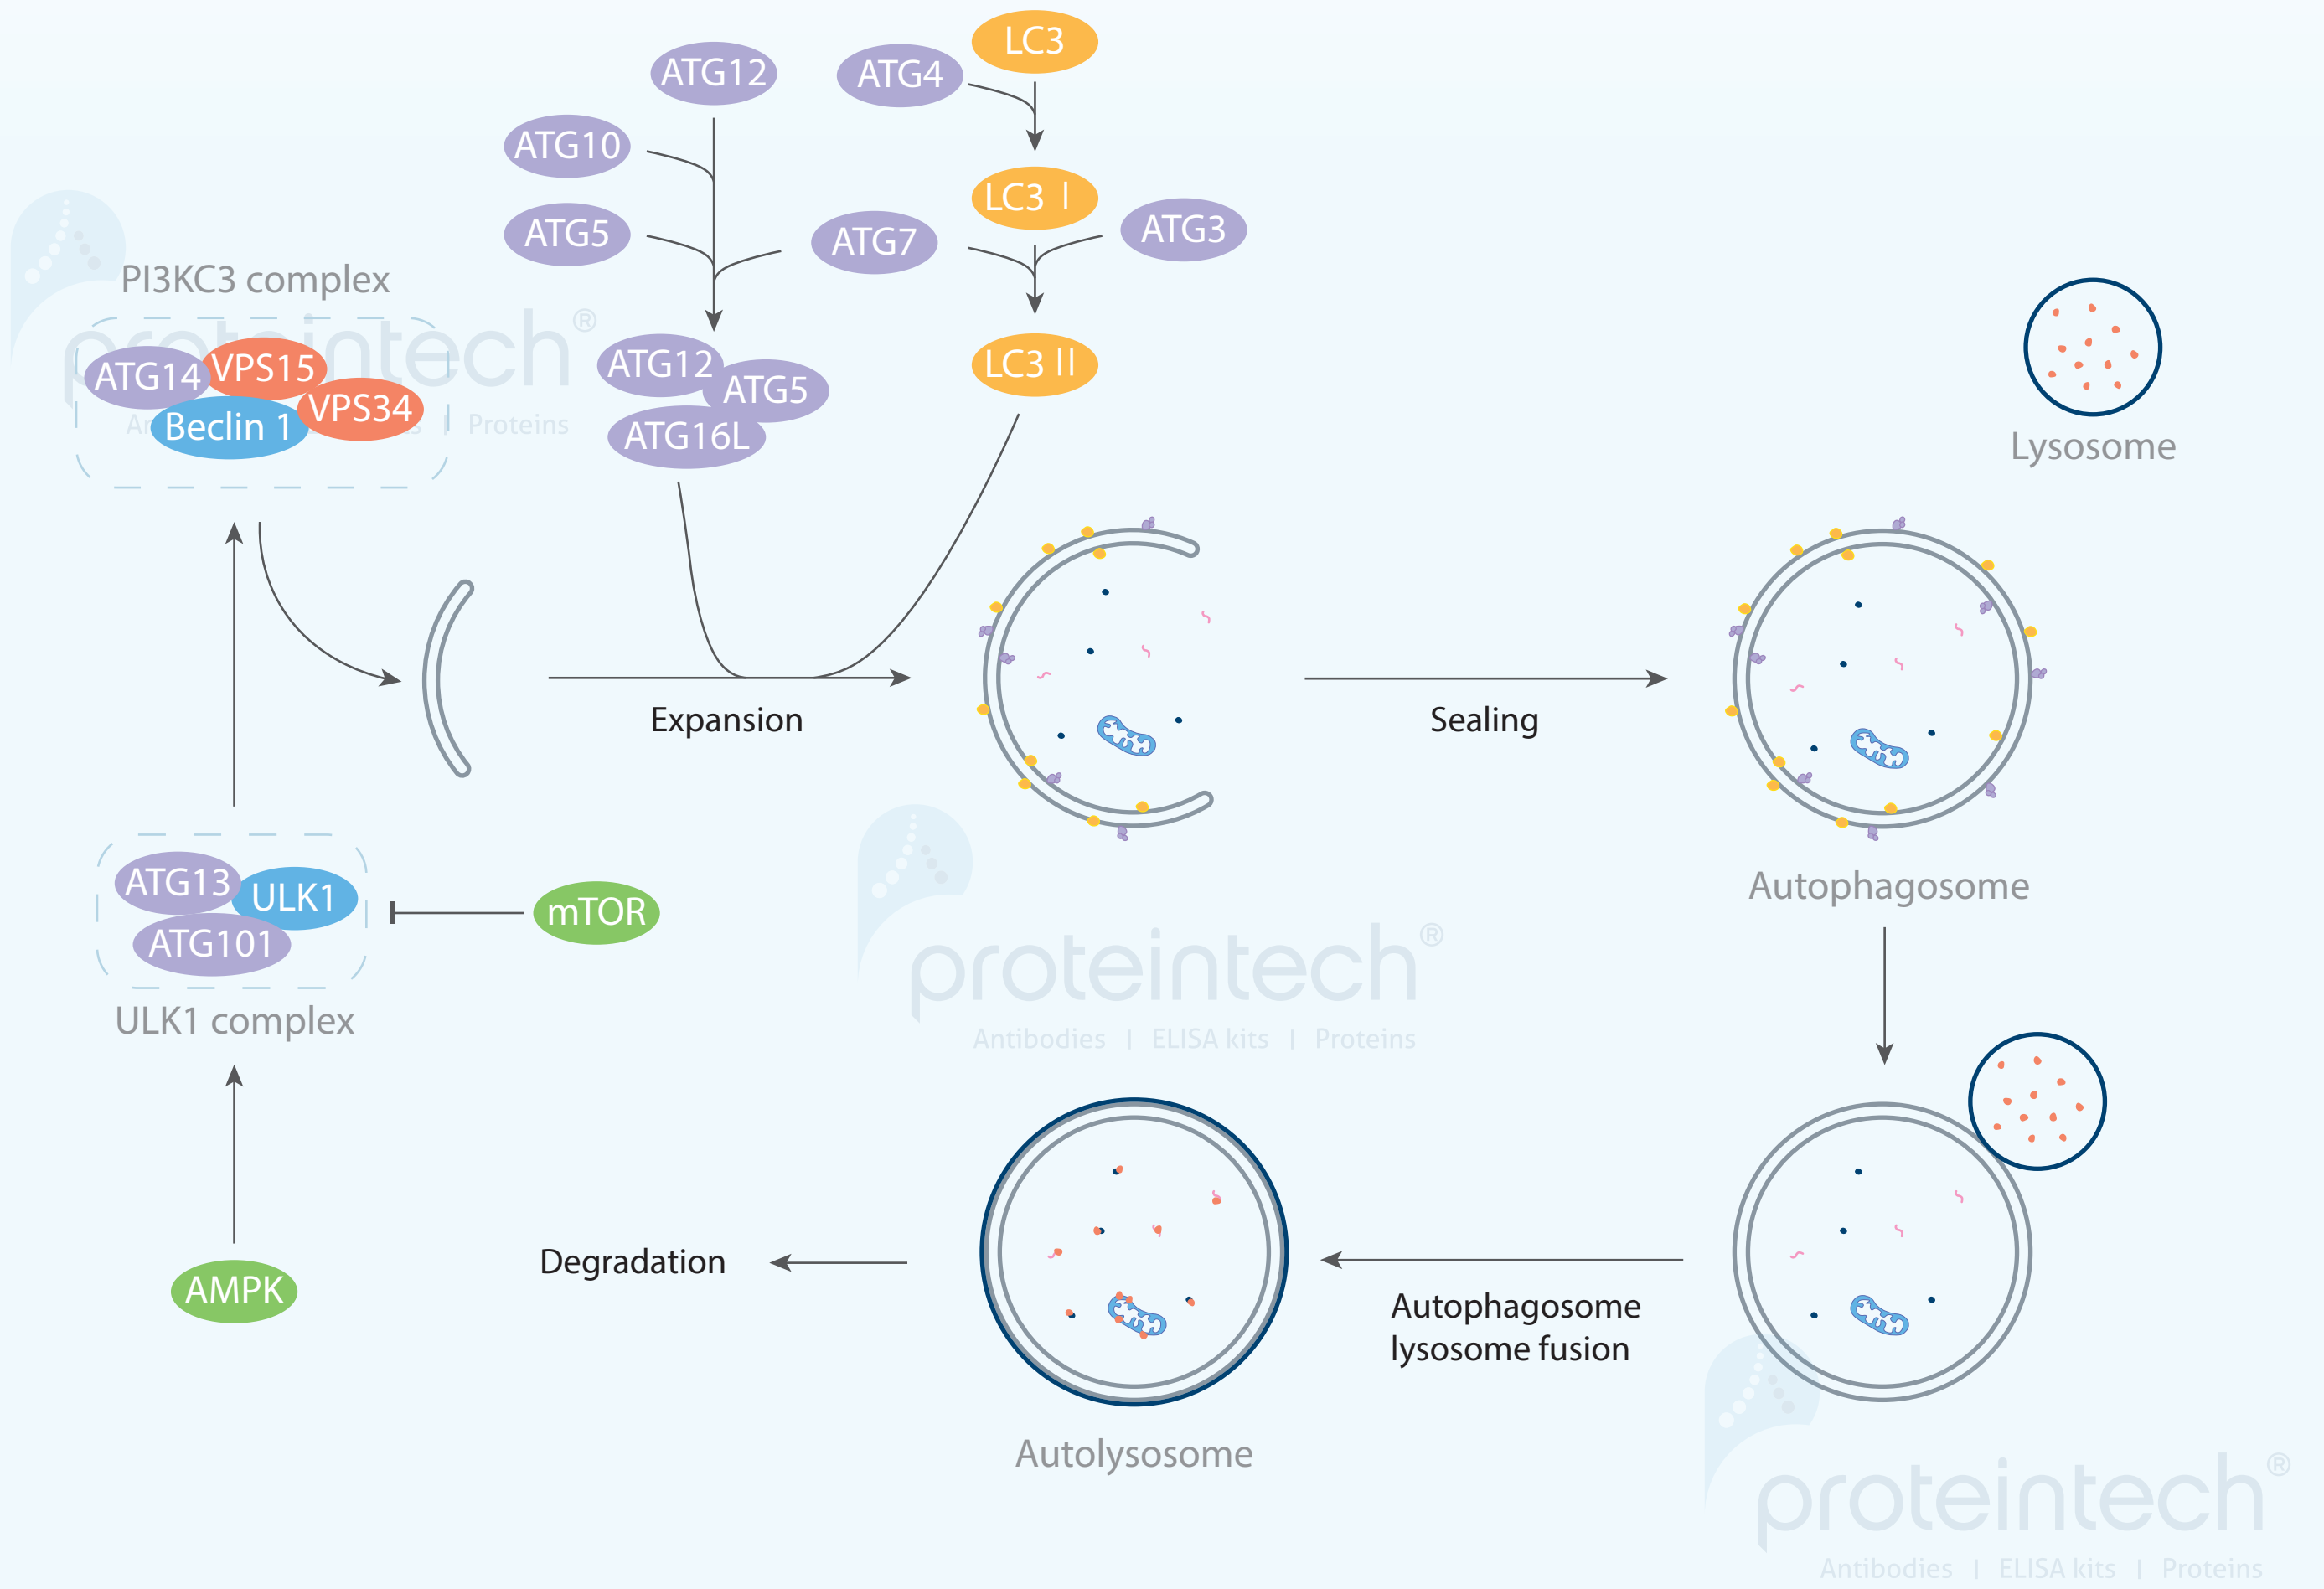 LC3
ATG12
ATG4
ATG10
LC3 I
ATG5
ATG7
ATG3
PI3KC3 complex
proteintech®
ATG14
VPS15
VPS34
Beclin 1
Proteins
ATG12
ATG5
ATG16L
LC3 II
Lysosome
Expansion
Sealing
ATG13
ULK1
ATG101
mTOR
ULK1 complex
Autophagosome
proteintech®
Antibodies | ELISA kits | Proteins
AMPK
Degradation
Autophagosome
lysosome fusion
Autolysosome
proteintech®
Antibodies | ELISA kits | Proteins